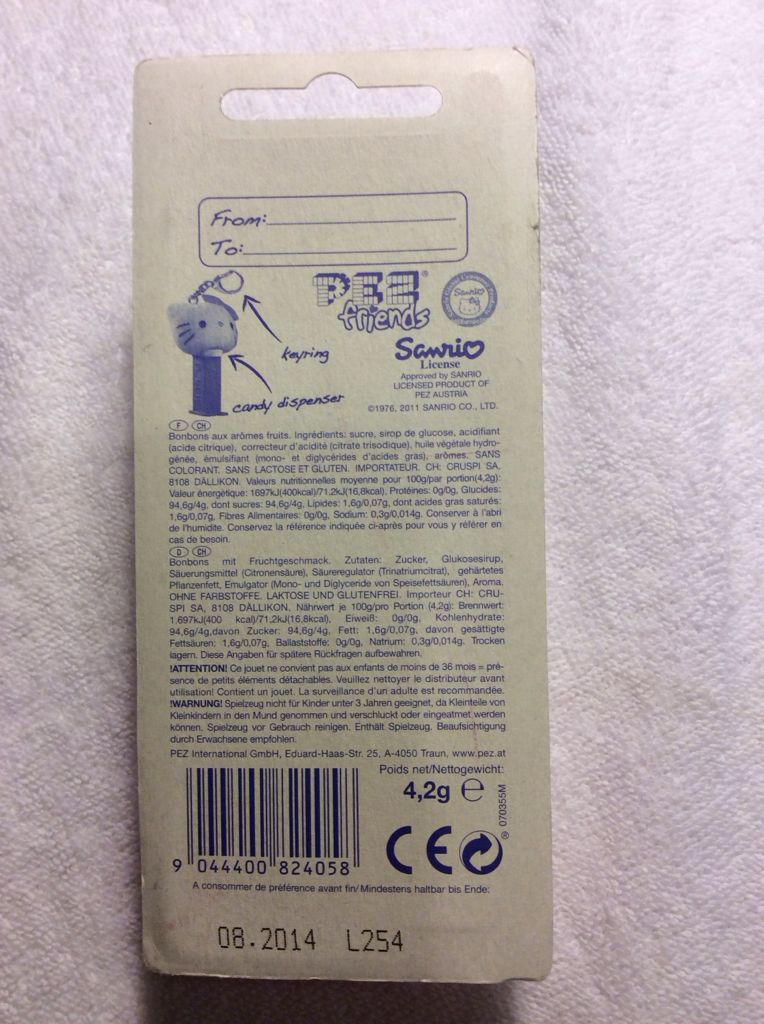 From:
To:
PEZ®
friends
Sanrio
keyring
candy dispenser
Sanrio
License
Approved by SANRIO
LICENSED PRODUCT OF
PEZ AUSTRIA
©1976, 2011 SANRIO CO., LTD.
F CH
Bonbons aux arômes fruits. Ingrédients: sucre, sirop de glucose, acidifiant
(acide citrique), correcteur d'acidité (citrate trisodique), huile végétale hydro-
génée, émulsifiant (mono- et diglycérides d'acides gras), arômes. SANS
COLORANT. SANS LACTOSE ET GLUTEN. IMPORTATEUR. CH: CRUSPI SA,
8108 DÄLLIKON. Valeurs nutritionnelles moyenne pour 100g/par portion(4,2g):
Valeur énergétique: 1697kJ(400kcal)/71.2kJ(16,8kcal), Protéines: 0g/0g, Glucides:
94,6g/4g, dont sucres: 94,6g/4g, Lipides: 1,6g/0,07g, dont acides gras saturés:
1,6g/0,07g, Fibres Alimentaires: 0g/0g, Sodium: 0,3g/0,014g. Conserver à l'abri
de l'humidite. Conservez la référence indiquée ci-après pour vous y référer en
cas de besoin.
D CH
Bonbons mit Fruchtgeschmack. Zutaten: Zucker, Glukosesirup,
Säuerungsmittel (Citronensäure), Säureregulator (Trinatriumcitrat), gehärtetes
Pflanzenfett, Emulgator (Mono- und Diglyceride von Speisefettsäuren), Aroma.
OHNE FARBSTOFFE. LAKTOSE UND GLUTENFREI. Importeur CH: CRU-
SPI SA, 8108 DÄLLIKON. Nährwert je 100g/pro Portion (4,2g): Brennwert:
1.697kJ(400 kcal)/71,2kJ(16,8kcal), Eiweiß: 0g/0g, Kohlenhydrate:
94,6g/4g,davon Zucker: 94,6g/4g, Fett: 1,6g/0,07g, davon gesättigte
Fettsäuren: 1,6g/0,07g, Ballaststoffe: 0g/0g, Natrium: 0,3g/0,014g. Trocken
lagern. Diese Angaben für spätere Rückfragen aufbewahren.
!ATTENTION! Ce jouet ne convient pas aux enfants de moins de 36 mois = pré-
sence de petits éléments détachables. Veuillez nettoyer le distributeur avant
utilisation! Contient un jouet. La surveillance d'un adulte est recommandée.
!WARNUNG! Spielzeug nicht für Kinder unter 3 Jahren geeignet, da Kleinteile von
Kleinkindern in den Mund genommen und verschluckt oder eingeatmet werden
können. Spielzeug vor Gebrauch reinigen. Enthält Spielzeug. Beaufsichtigung
durch Erwachsene empfohlen.
PEZ International GmbH, Eduard-Haas-Str. 25, A-4050 Traun, www.pez.at
Poids net/Nettogewicht:
4,2g ℮
070355M
CE ®
9 044400 824058
A consommer de préférence avant fin/Mindestens haltbar bis Ende:
08.2014 L254